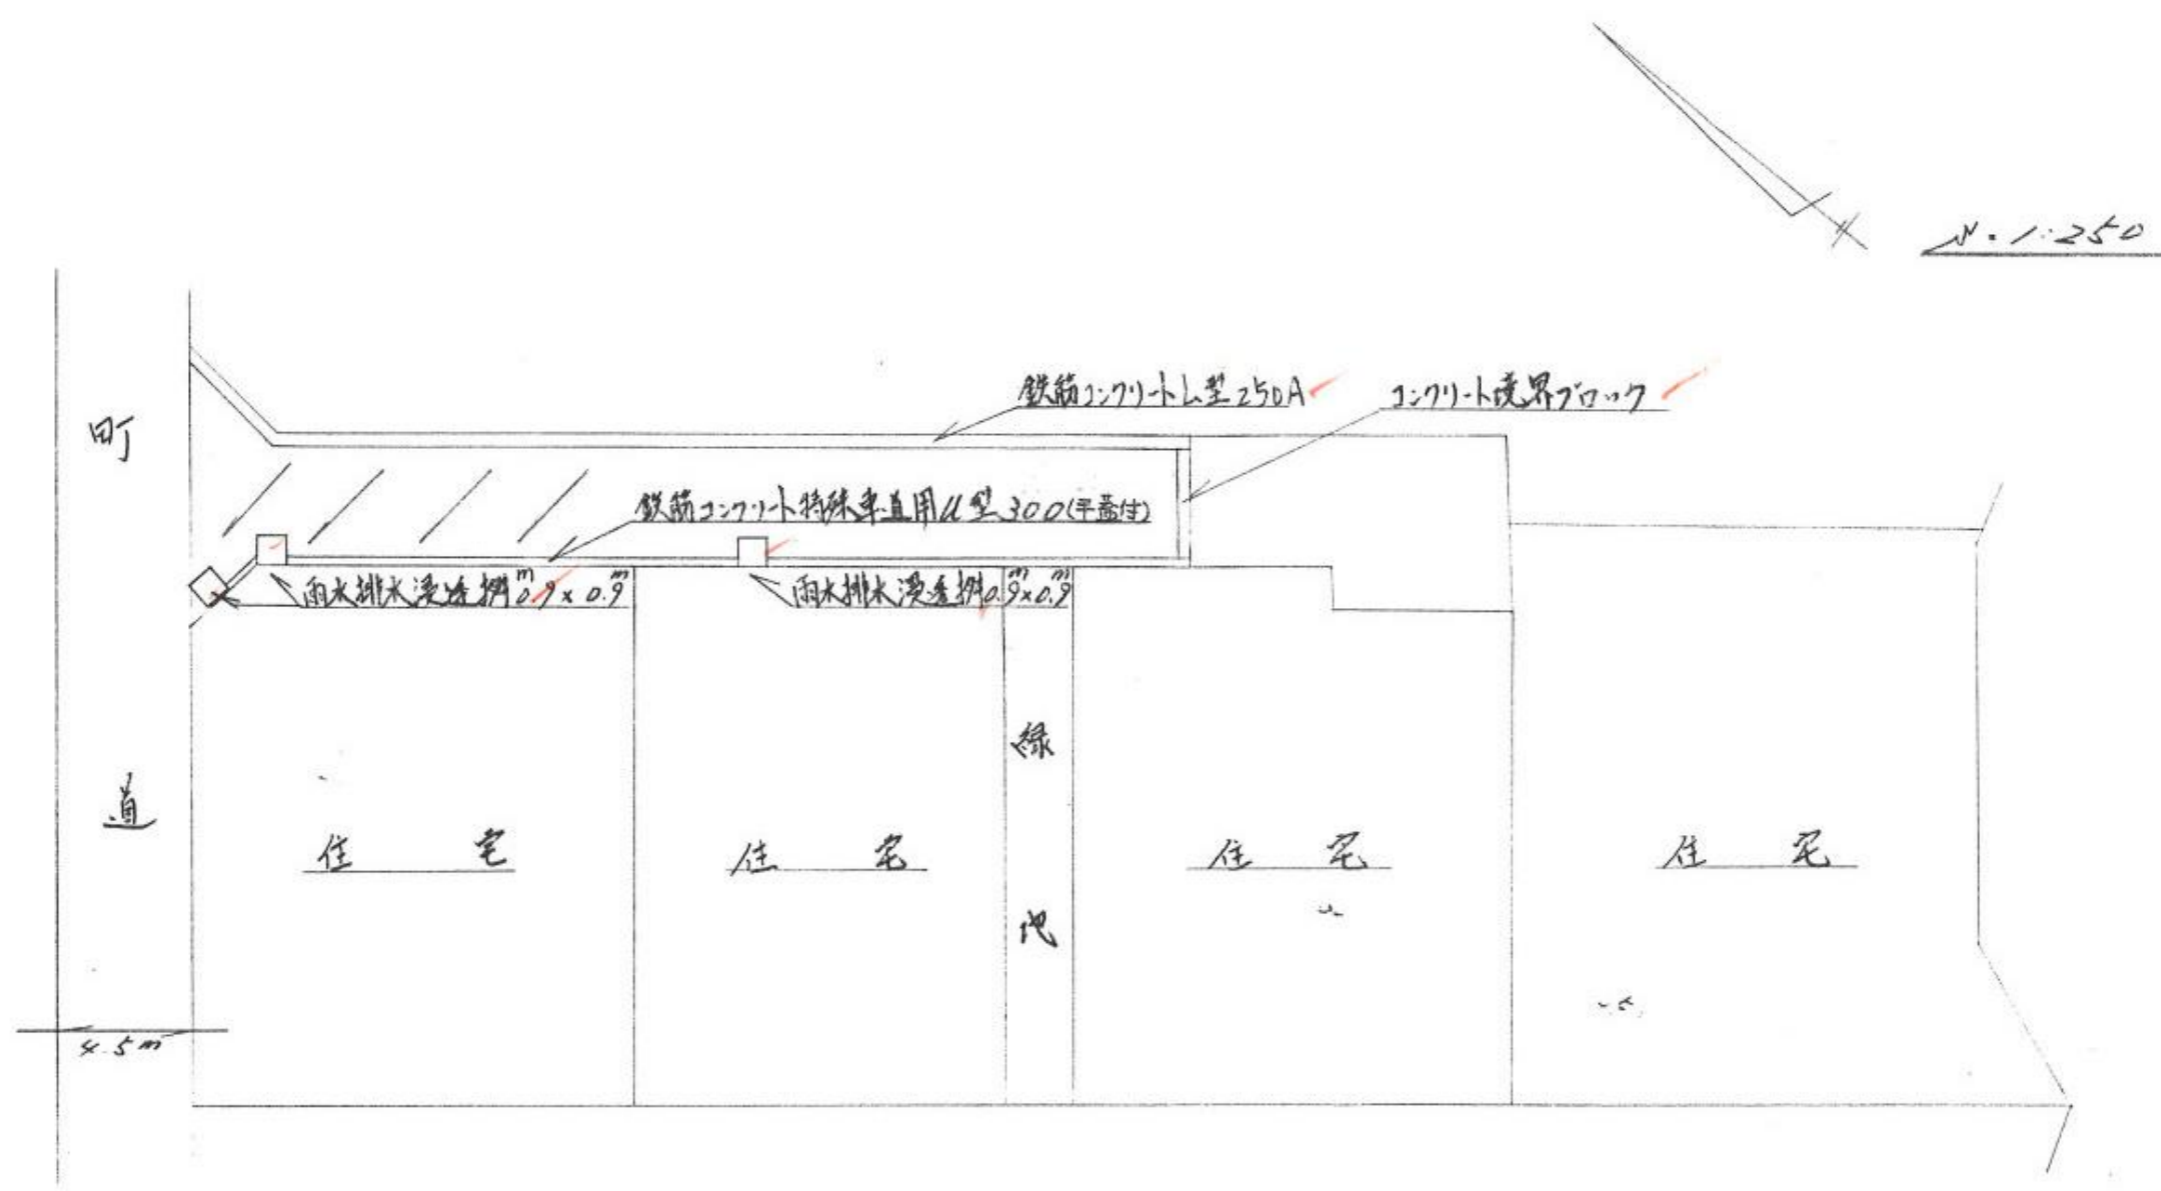 S. 1:250
鉄筋コンクリートL型250A
コンクリート境界ブロック
町道
鉄筋コンクリート特殊車道用U型300(平蓋付)
雨水排水浸透桝0.9m×0.9m
雨水排水浸透桝0.9m×0.9m
緑地
住宅
住宅
住宅
住宅
4.5m